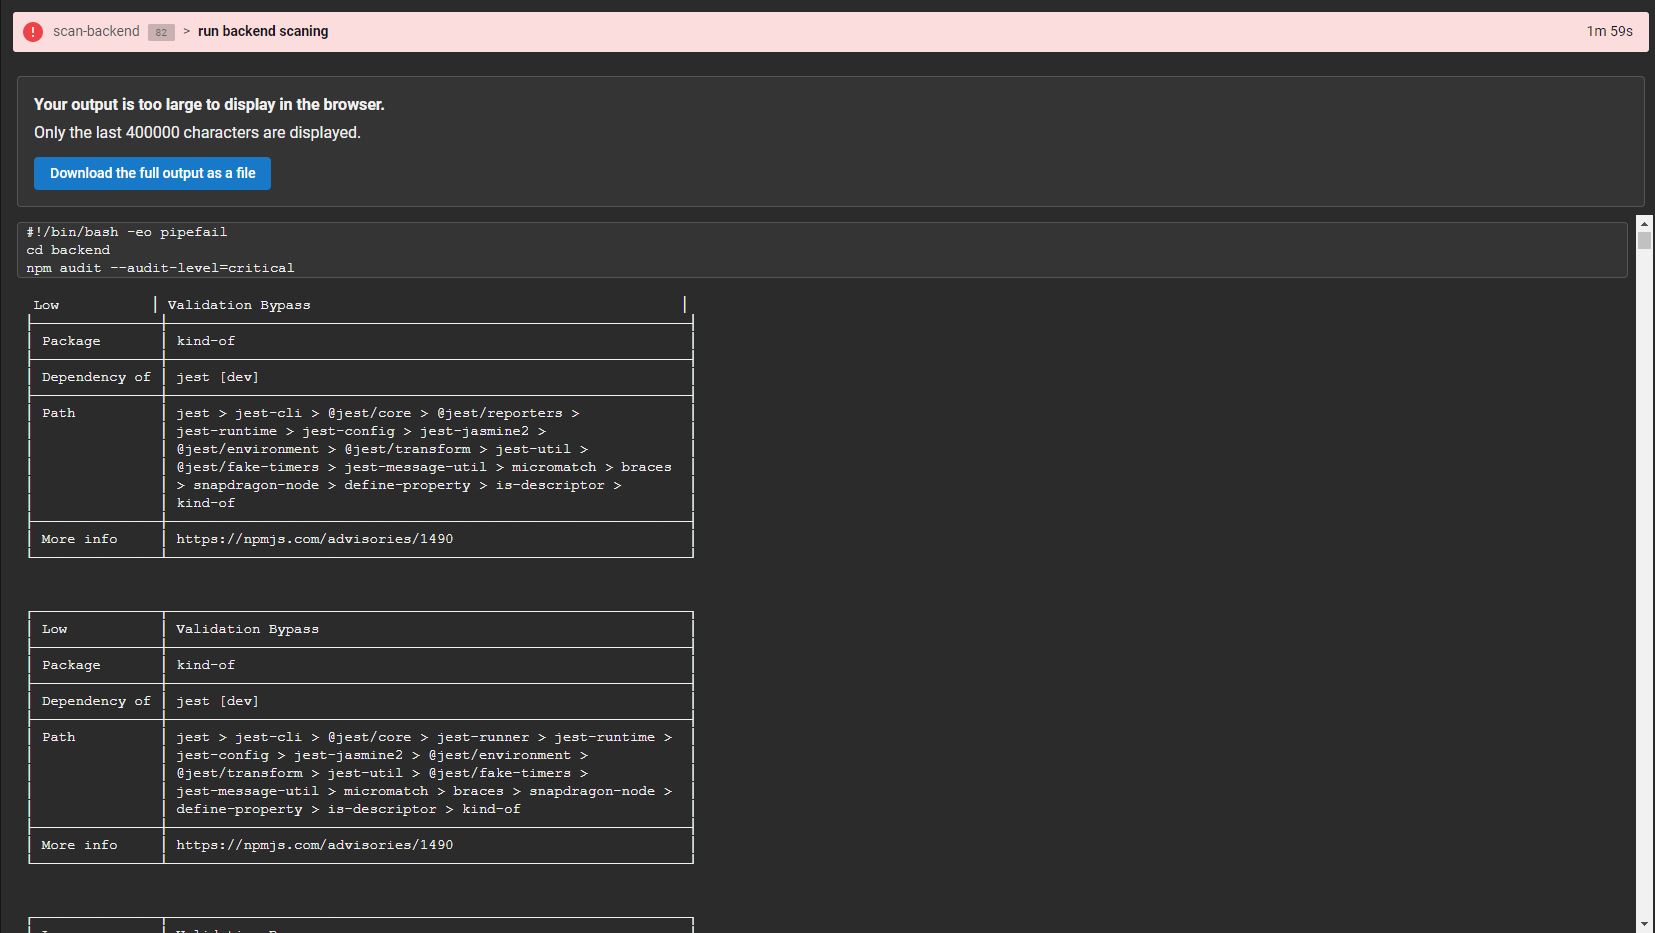 scan-backend 82 > run backend scaning 1m 59s
Your output is too large to display in the browser.
Only the last 400000 characters are displayed.
Download the full output as a file
#!/bin/bash -eo pipefail
cd backend
npm audit --audit-level=critical
Low │ Validation Bypass │
Package │ kind-of
Dependency of │ jest [dev]
Path │ jest > jest-cli > @jest/core > @jest/reporters >
jest-runtime > jest-config > jest-jasmine2 >
@jest/environment > @jest/transform > jest-util >
@jest/fake-timers > jest-message-util > micromatch > braces
> snapdragon-node > define-property > is-descriptor >
kind-of
More info │ https://npmjs.com/advisories/1490
Low │ Validation Bypass
Package │ kind-of
Dependency of │ jest [dev]
Path │ jest > jest-cli > @jest/core > jest-runner > jest-runtime >
jest-config > jest-jasmine2 > @jest/environment >
@jest/transform > jest-util > @jest/fake-timers >
jest-message-util > micromatch > braces > snapdragon-node >
define-property > is-descriptor > kind-of
More info │ https://npmjs.com/advisories/1490